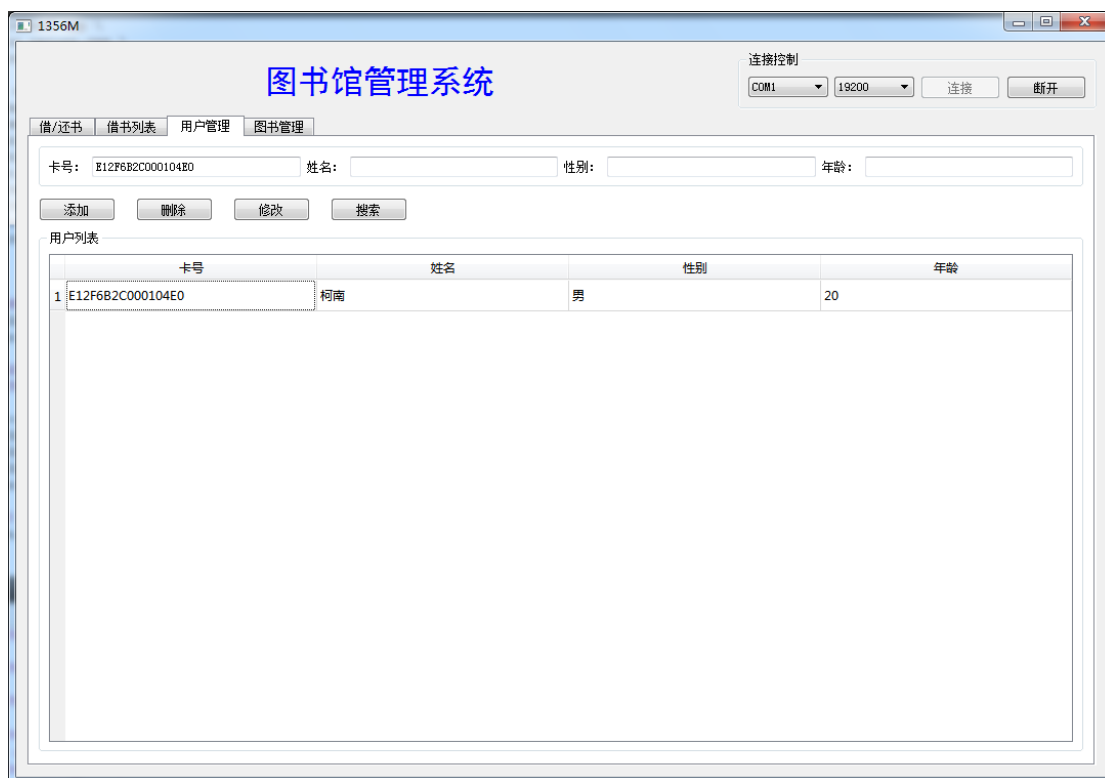 1356M
图书馆管理系统
连接控制
COM1 19200 连接 断开
借/还书 借书列表 用户管理 图书管理
卡号: E12F6B2C000104E0 姓名: 性别: 年龄:
添加 删除 修改 搜索
用户列表
卡号 姓名 性别 年龄
1 E12F6B2C000104E0 柯南 男 20